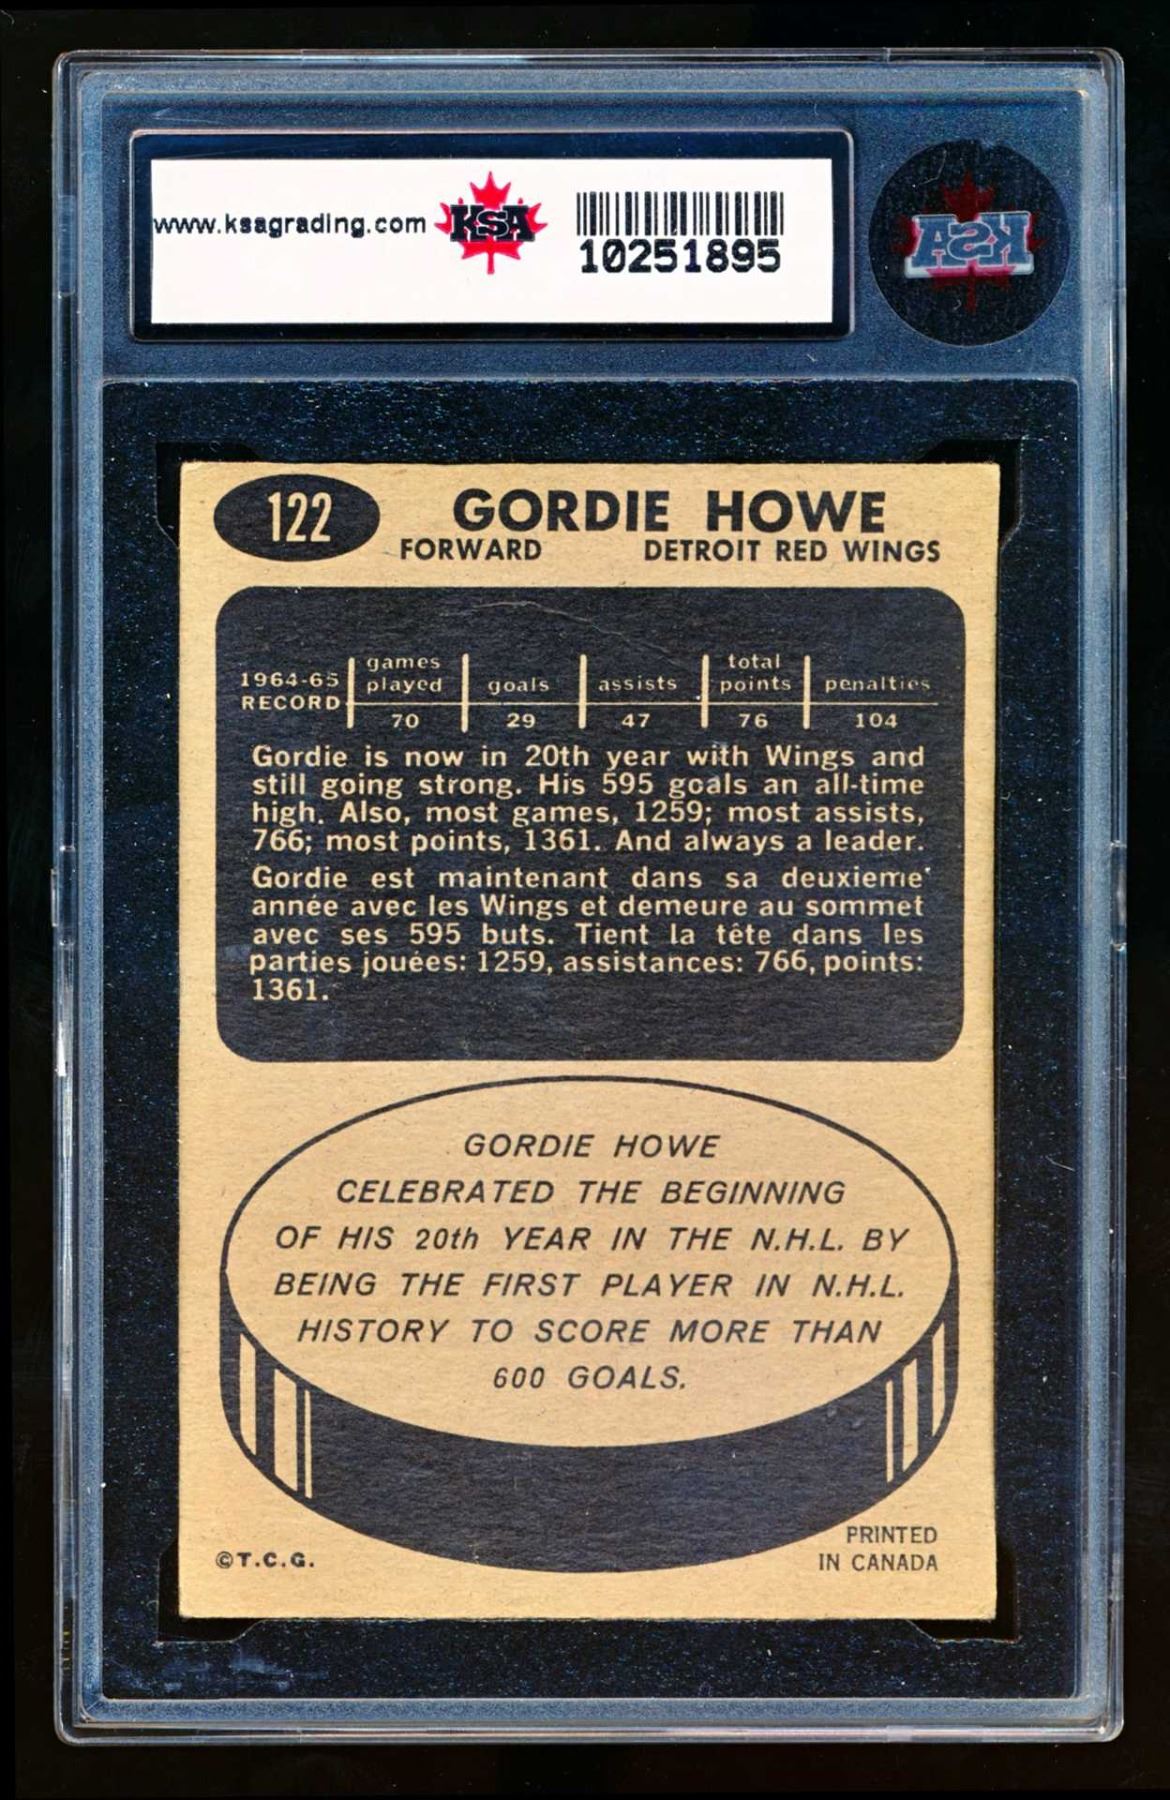 www.ksagrading.com KSA
10251895
KSA
122 GORDIE HOWE
FORWARD DETROIT RED WINGS
games total
1964-65 played goals assists points penalties
RECORD 70 29 47 76 104
Gordie is now in 20th year with Wings and
still going strong. His 595 goals an all-time
high. Also, most games, 1259; most assists,
766; most points, 1361. And always a leader.
Gordie est maintenant dans sa deuxieme
année avec les Wings et demeure au sommet
avec ses 595 buts. Tient la tête dans les
parties jouées: 1259, assistances: 766, points:
1361.
GORDIE HOWE
CELEBRATED THE BEGINNING
OF HIS 20th YEAR IN THE N.H.L. BY
BEING THE FIRST PLAYER IN N.H.L.
HISTORY TO SCORE MORE THAN
600 GOALS.
PRINTED
©T.C.G. IN CANADA